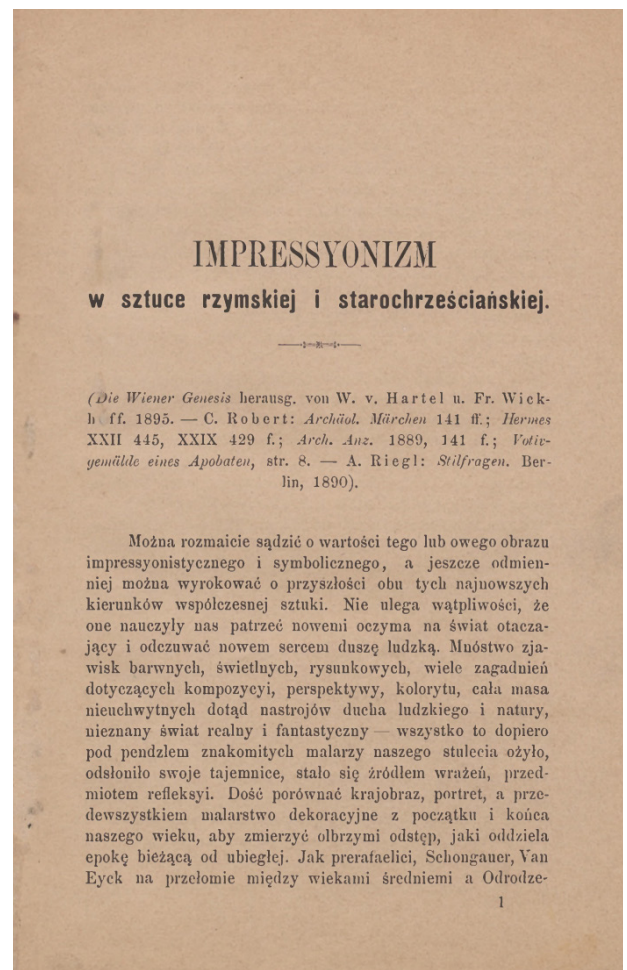 IMPRESSYONIZM
w sztuce rzymskiej i starochrześciańskiej.
(Die Wiener Genesis herausg. von W. v. Hartel u. Fr. Wick-
h ff. 1895. — C. Robert: Archäol. Märchen 141 ff.; Hermes
XXII 445, XXIX 429 f.; Arch. Anz. 1889, 141 f.; Votiv-
gemälde eines Apobaten, str. 8. — A. Riegl: Stilfragen. Ber-
lin, 1890).
Można rozmaicie sądzić o wartości tego lub owego obrazu
impressyonistycznego i symbolicznego, a jeszcze odmien-
niej można wyrokować o przyszłości obu tych najnowszych
kierunków współczesnej sztuki. Nie ulega wątpliwości, że
one nauczyły nas patrzeć nowemi oczyma na świat otacza-
jący i odczuwać nowem sercem duszę ludzką. Mnóstwo zja-
wisk barwnych, świetlnych, rysunkowych, wiele zagadnień
dotyczących kompozycyi, perspektywy, kolorytu, cała masa
nieuchwytnych dotąd nastrojów ducha ludzkiego i natury,
nieznany świat realny i fantastyczny — wszystko to dopiero
pod pendzlem znakomitych malarzy naszego stulecia ożyło,
odsłoniło swoje tajemnice, stało się źródłem wrażeń, przed-
miotem refleksyi. Dość porównać krajobraz, portret, a prze-
dewszystkiem malarstwo dekoracyjne z początku i końca
naszego wieku, aby zmierzyć olbrzymi odstęp, jaki oddziela
epokę bieżącą od ubiegłej. Jak prerafaelici, Schongauer, Van
Eyck na przełomie między wiekami średniemi a Odrodze-
1